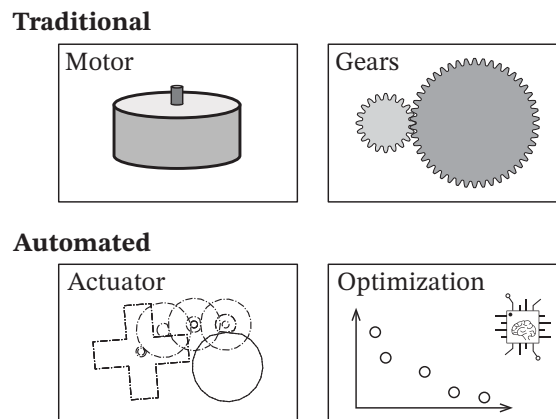 Traditional
Motor
Gears
Automated
Actuator
Optimization